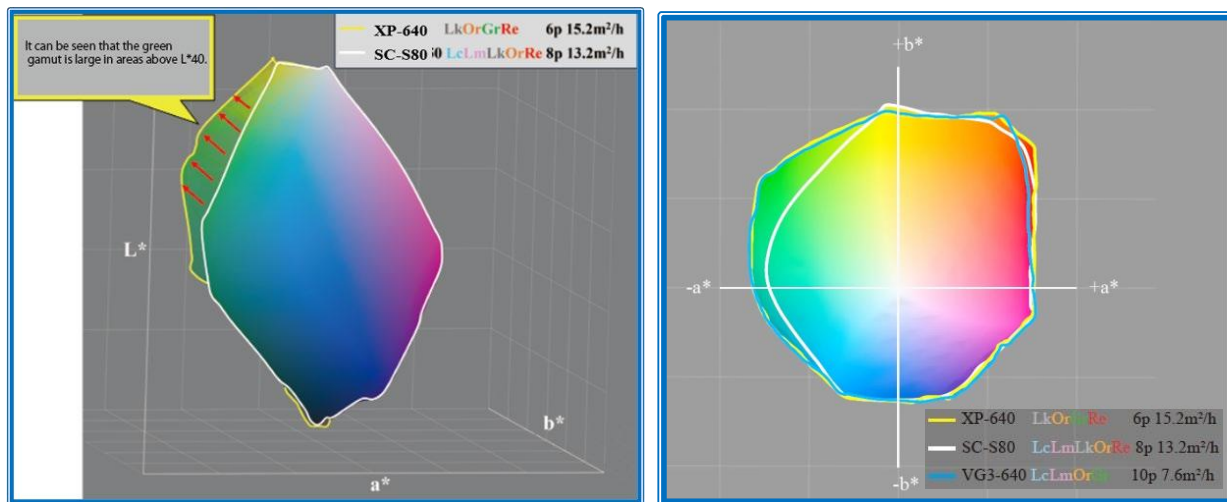 It can be seen that the green
gamut is large in areas above L*40.
XP-640 LkOrGrRe 6p 15.2m²/h
SC-S80 LcLmLkOrRe 8p 13.2m²/h
L*
a*
b*
+b*
-a*
+a*
-b*
XP-640 LkOrGrRe 6p 15.2m²/h
SC-S80 LcLmLkOrRe 8p 13.2m²/h
VG3-640 LcLmOrGr 10p 7.6m²/h